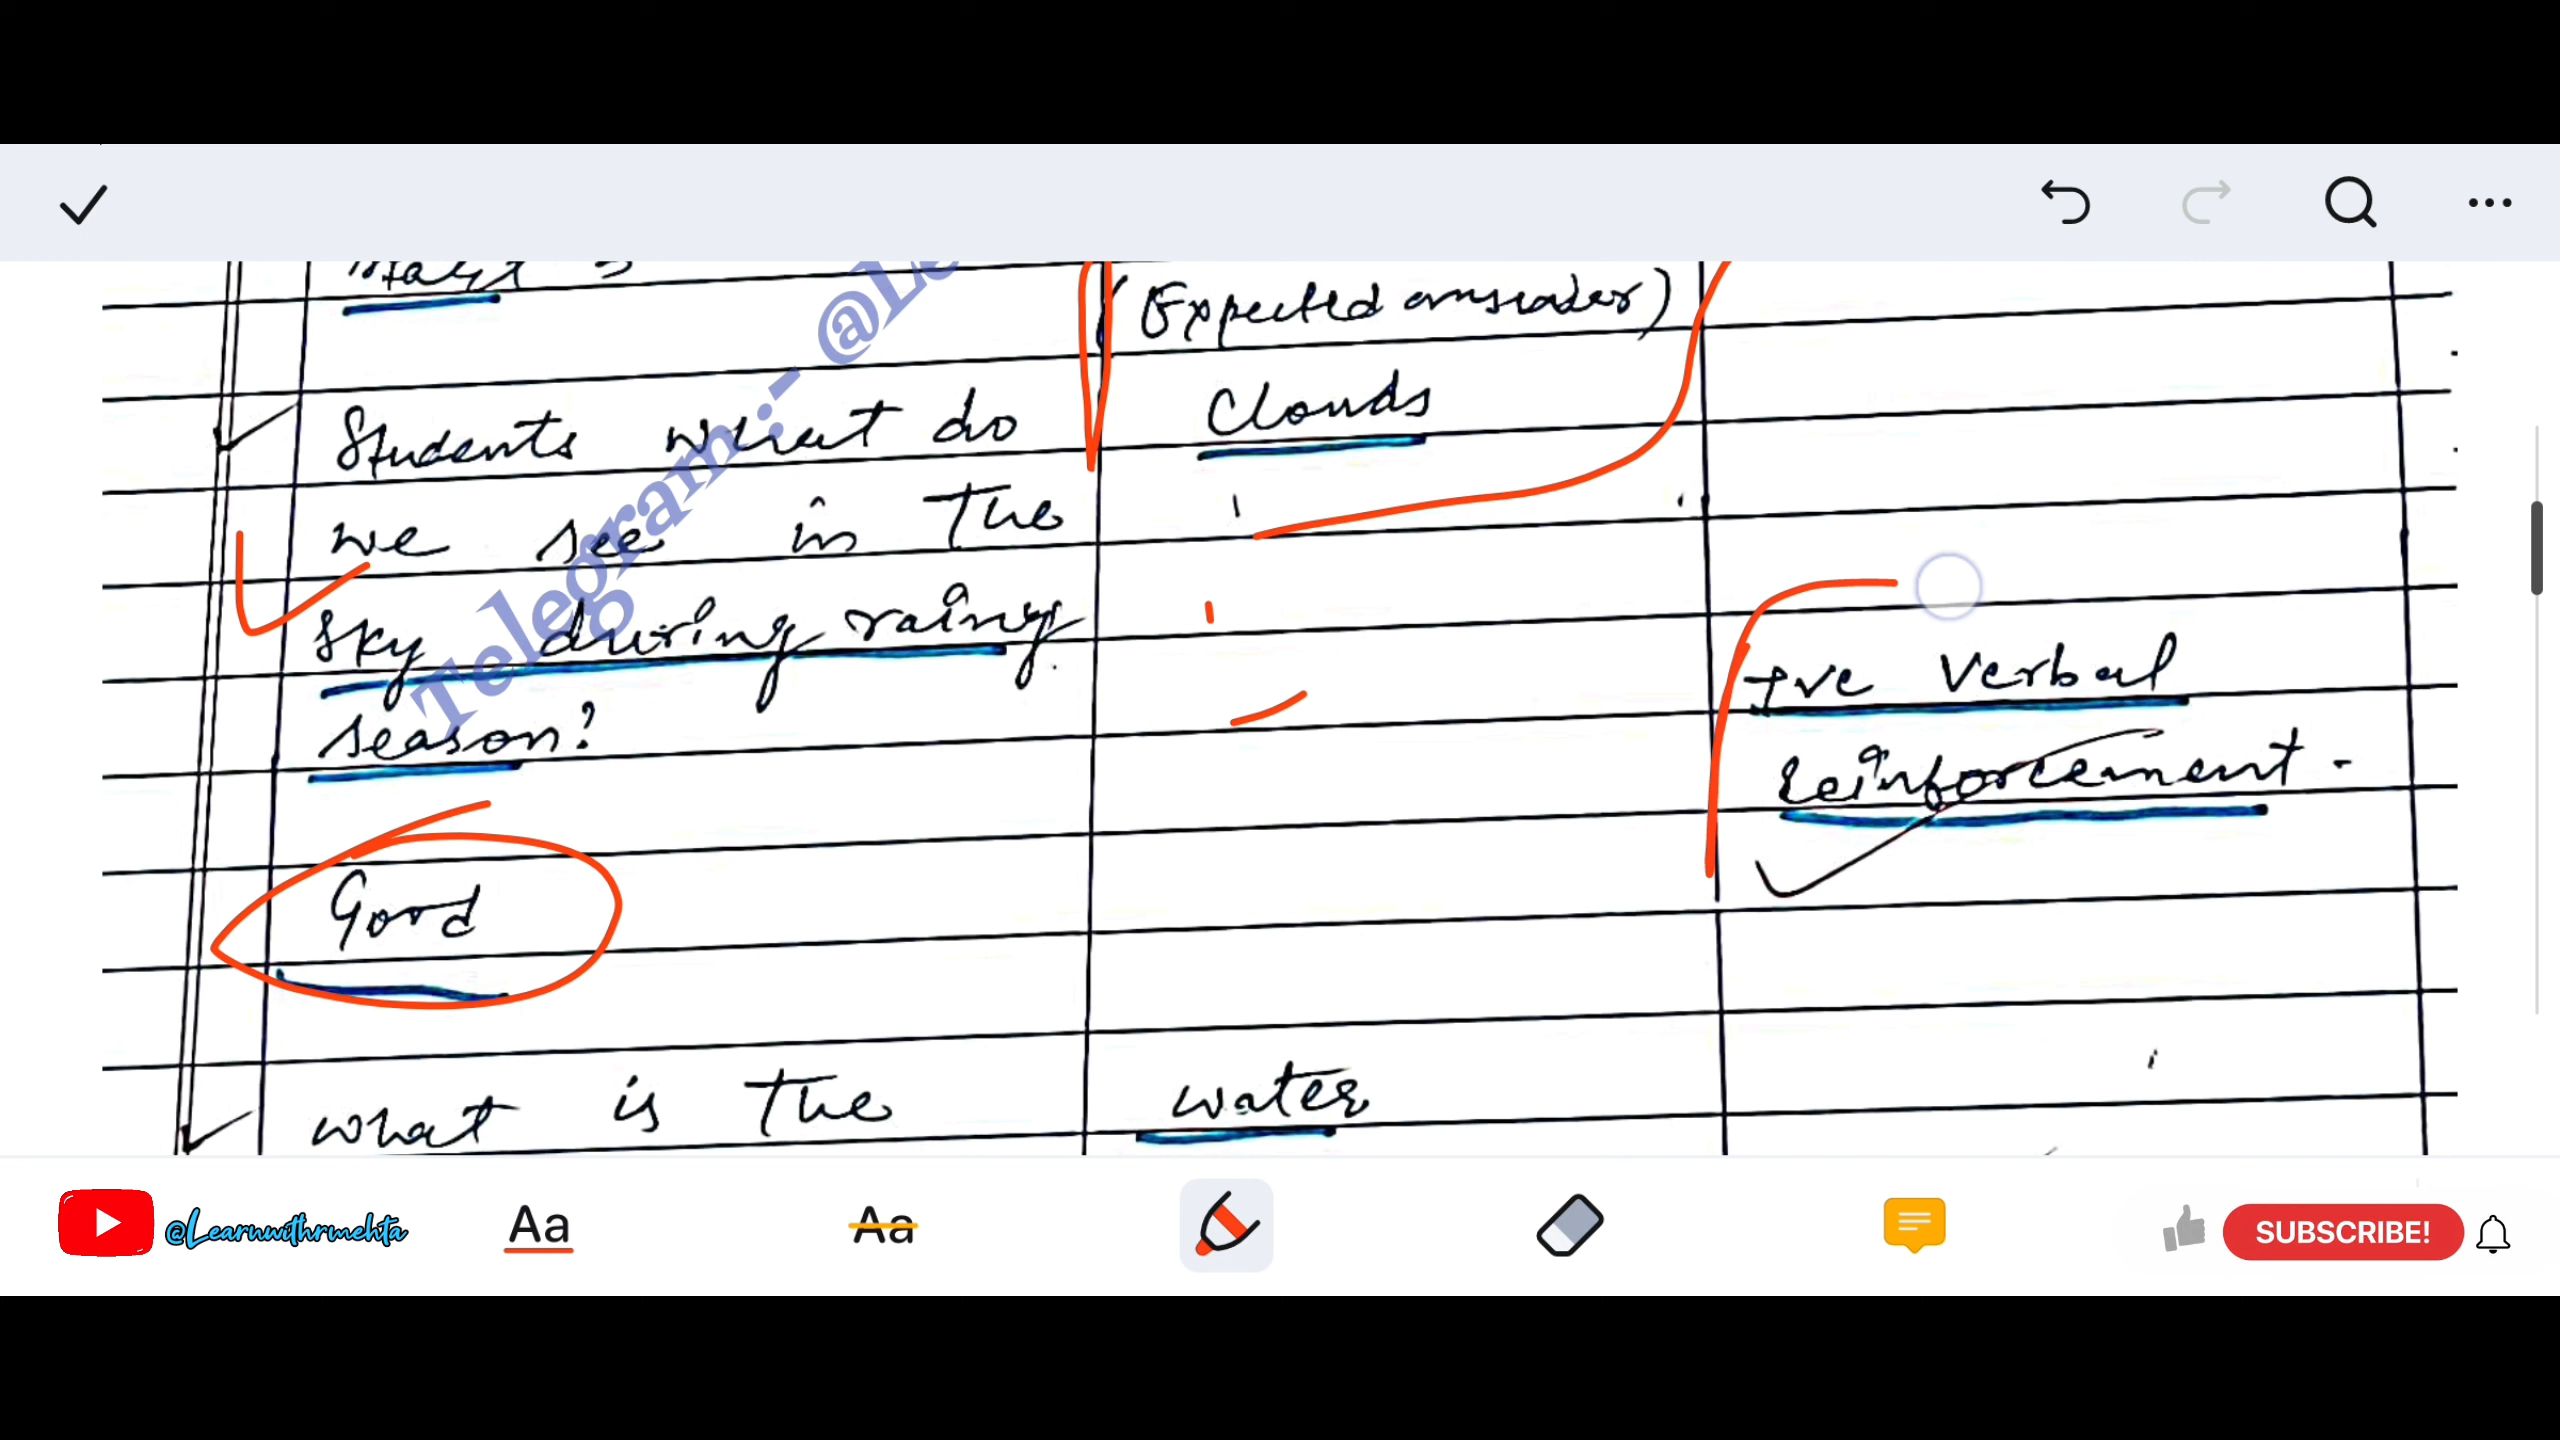 (Expected answer)
Clouds
Students what do
we see in the
sky during rainy
season?
+ve Verbal
Reinforcement.
Good
what is the
water
Telegram:- @Le
@Learnwithrmehta
Aa
Aa
SUBSCRIBE!